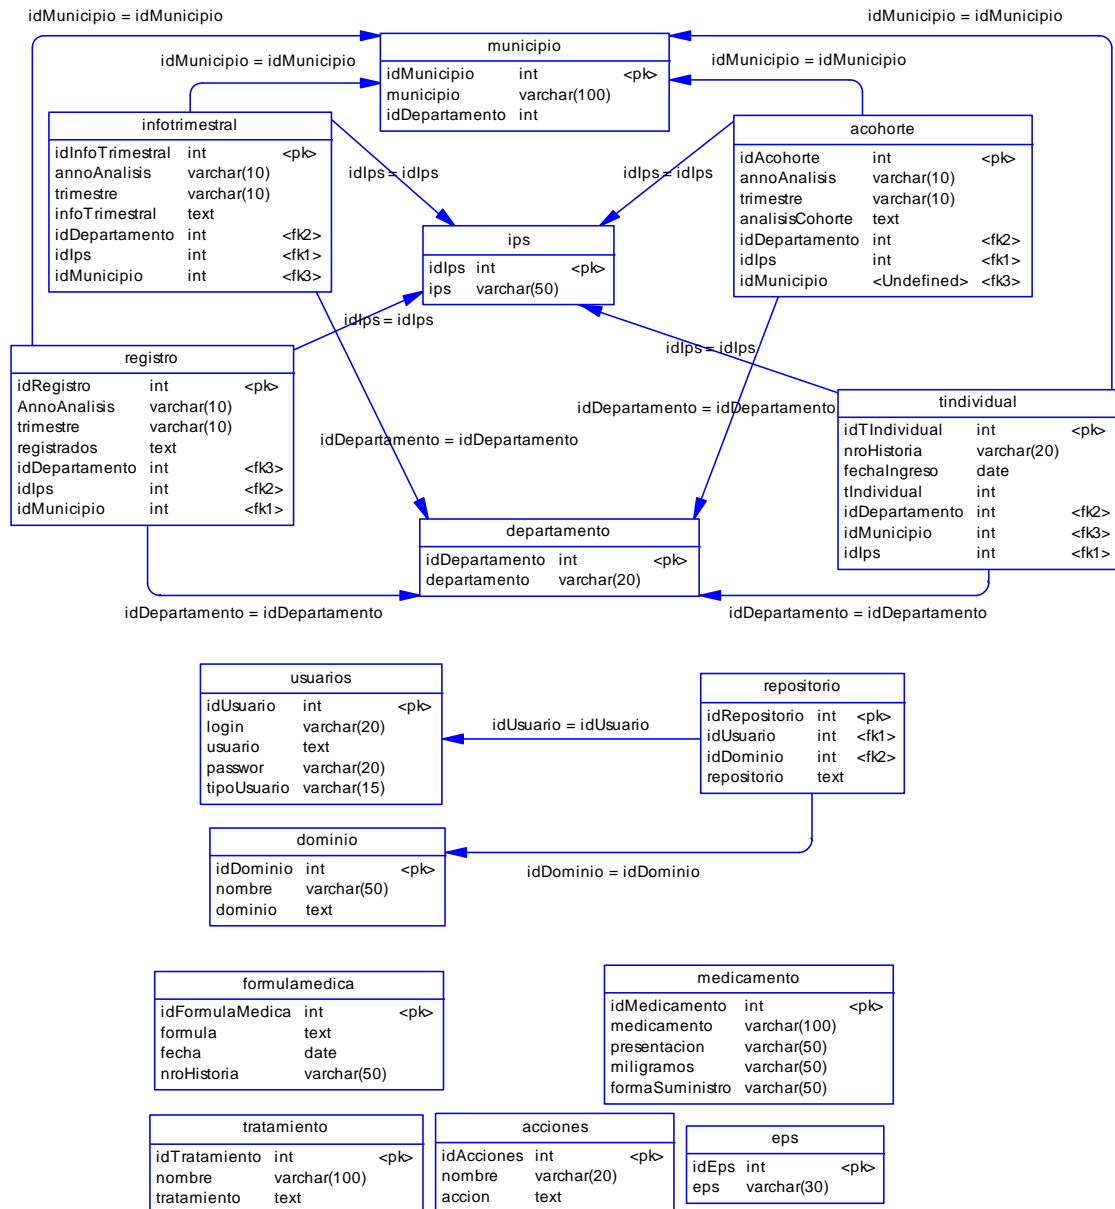 idMunicipio = idMunicipio
idMunicipio = idMunicipio
municipio
idMunicipio int <pk>
municipio varchar(100)
idDepartamento int
idMunicipio = idMunicipio
idMunicipio = idMunicipio
infotrimestral
idInfoTrimestral int <pk>
annoAnalisis varchar(10)
trimestre varchar(10)
infoTrimestral text
idDepartamento int <fk2>
idIps int <fk1>
idMunicipio int <fk3>
acohorte
idAcohorte int <pk>
annoAnalisis varchar(10)
trimestre varchar(10)
analisisCohorte text
idDepartamento int <fk2>
idIps int <fk1>
idMunicipio <Undefined> <fk3>
idIps = idIps
idIps = idIps
ips
idIps int <pk>
ips varchar(50)
idIps = idIps
idIps = idIps
registro
idRegistro int <pk>
AnnoAnalisis varchar(10)
trimestre varchar(10)
registrados text
idDepartamento int <fk3>
idIps int <fk2>
idMunicipio int <fk1>
tindividual
idTIndividual int <pk>
nroHistoria varchar(20)
fechaIngreso date
tIndividual int
idDepartamento int <fk2>
idMunicipio int <fk3>
idIps int <fk1>
idDepartamento = idDepartamento
idDepartamento = idDepartamento
departamento
idDepartamento int <pk>
departamento varchar(20)
idDepartamento = idDepartamento
idDepartamento = idDepartamento
usuarios
idUsuario int <pk>
login varchar(20)
usuario text
passwor varchar(20)
tipoUsuario varchar(15)
idUsuario = idUsuario
repositorio
idRepositorio int <pk>
idUsuario int <fk1>
idDominio int <fk2>
repositorio text
dominio
idDominio int <pk>
nombre varchar(50)
dominio text
idDominio = idDominio
formulamedica
idFormulaMedica int <pk>
formula text
fecha date
nroHistoria varchar(50)
medicamento
idMedicamento int <pk>
medicamento varchar(100)
presentacion varchar(50)
miligramos varchar(50)
formaSuministro varchar(50)
tratamiento
idTratamiento int <pk>
nombre varchar(100)
tratamiento text
acciones
idAcciones int <pk>
nombre varchar(20)
accion text
eps
idEps int <pk>
eps varchar(30)